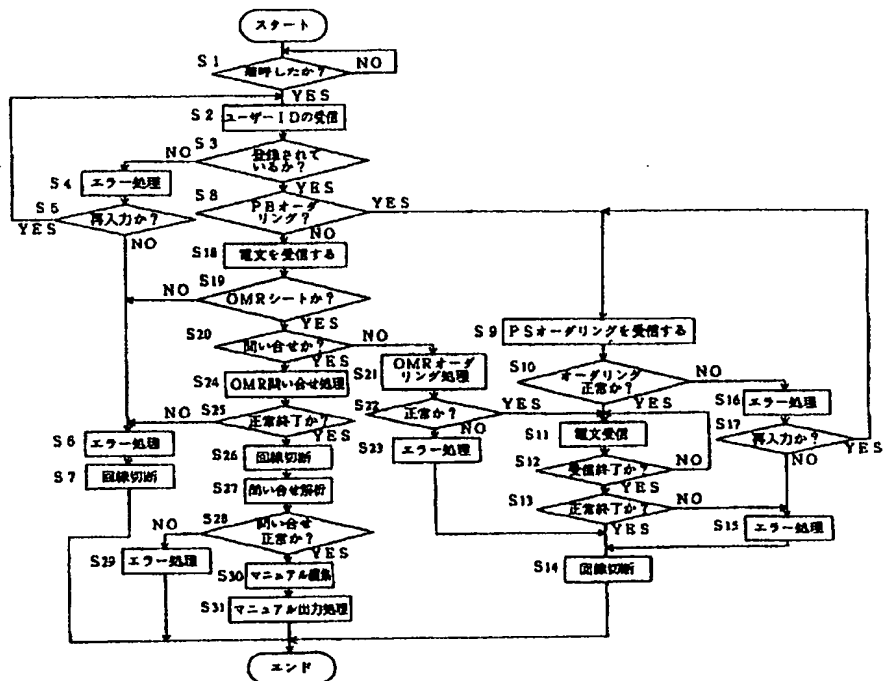 スタート
S1
着呼したか?
NO
YES
S2
ユーザーIDの受信
S3
登録されて
いるか?
NO
YES
S4
エラー処理
S5
再入力か?
YES
NO
S8
PBオーダ
リング?
YES
NO
S18
電文を受信する
S19
OMRシートか?
NO
YES
S20
問い合せか?
NO
YES
S9
PSオーダリングを受信する
S10
オーダリング
正常か?
NO
YES
S21
OMRオーダ
リング処理
S24
OMR問い合せ処理
S16
エラー処理
S22
正常か?
YES
NO
S25
正常終了か?
NO
YES
S11
電文受信
S17
再入力か?
YES
NO
S6
エラー処理
S23
エラー処理
S26
回線切断
S12
受信終了か?
NO
YES
S7
回線切断
S27
問い合せ解析
S13
正常終了か?
NO
YES
S28
問い合せ
正常か?
NO
YES
S15
エラー処理
S29
エラー処理
S14
回線切断
S30
マニュアル編集
S31
マニュアル出力処理
エンド